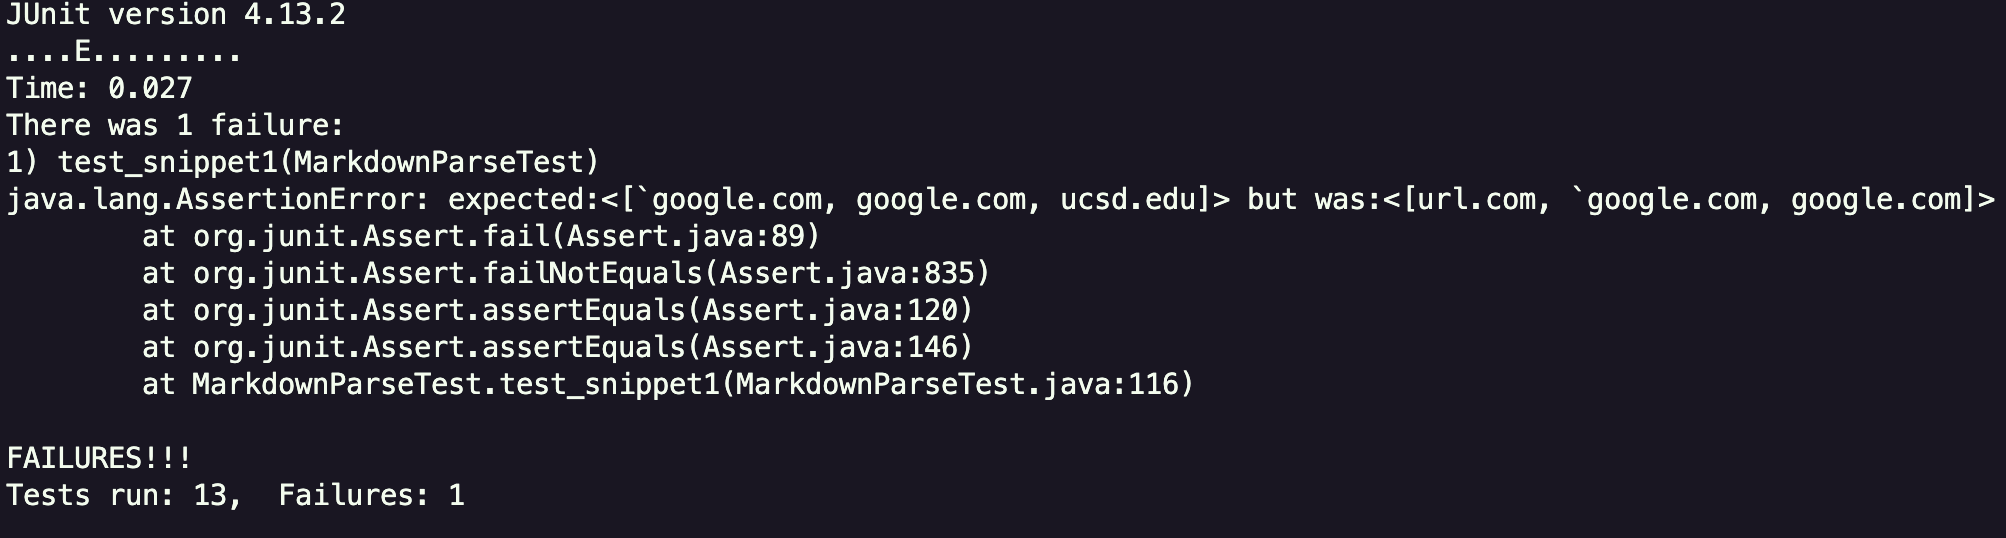 JUnit version 4.13.2
....E.........
Time: 0.027
There was 1 failure:
1) test_snippet1(MarkdownParseTest)
java.lang.AssertionError: expected:<[`google.com, google.com, ucsd.edu]> but was:<[url.com, `google.com, google.com]>
        at org.junit.Assert.fail(Assert.java:89)
        at org.junit.Assert.failNotEquals(Assert.java:835)
        at org.junit.Assert.assertEquals(Assert.java:120)
        at org.junit.Assert.assertEquals(Assert.java:146)
        at MarkdownParseTest.test_snippet1(MarkdownParseTest.java:116)

FAILURES!!!
Tests run: 13,  Failures: 1